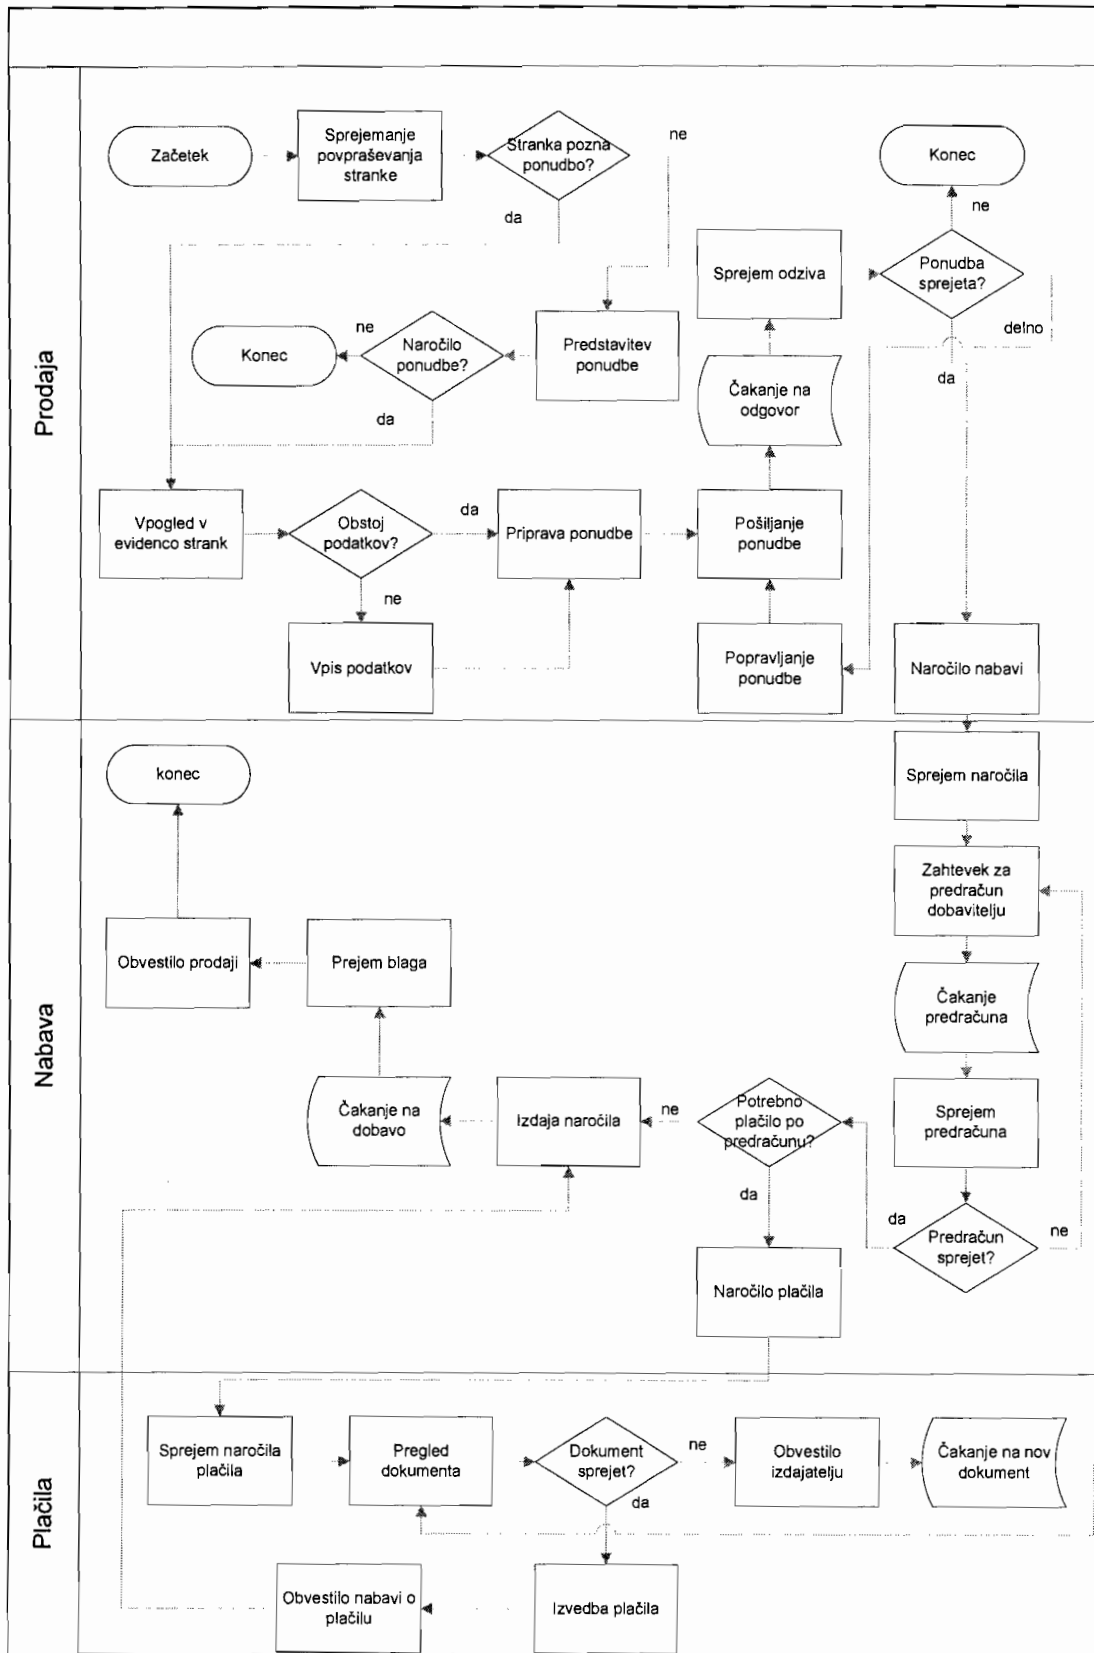 Prodaja
Začetek
Sprejemanje
povpraševanja
stranke
Stranka pozna
ponudbo?
ne
da
Konec
ne
Sprejem odziva
Ponudba
sprejeta?
delno
da
Konec
ne
Naročilo
ponudbe?
da
Predstavitev
ponudbe
Čakanje na
odgovor
Vpogled v
evidenco strank
Obstoj
podatkov?
da
ne
Priprava ponudbe
Pošiljanje
ponudbe
Vpis podatkov
Popravljanje
ponudbe
Naročilo nabavi
Nabava
konec
Sprejem naročila
Zahtevek za
predračun
dobavitelju
Obvestilo prodaji
Prejem blaga
Čakanje
predračuna
Čakanje na
dobavo
Izdaja naročila
ne
Potrebno
plačilo po
predračunu?
da
Sprejem
predračuna
da
Predračun
sprejet?
ne
Naročilo plačila
Plačila
Sprejem naročila
plačila
Pregled
dokumenta
Dokument
sprejet?
ne
da
Obvestilo
izdajatelju
Čakanje na nov
dokument
Obvestilo nabavi o
plačilu
Izvedba plačila